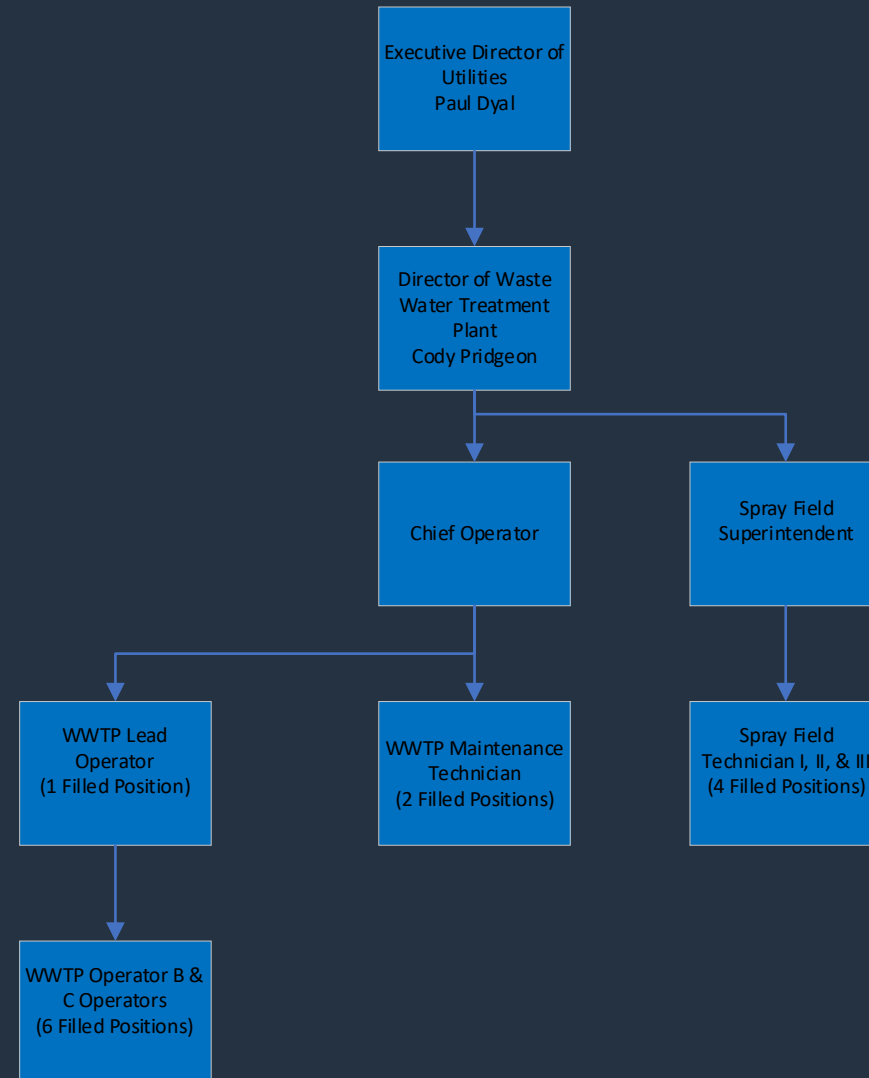 Executive Director of
Utilities
Paul Dyal
Director of Waste
Water Treatment
Plant
Cody Pridgeon
Chief Operator
Spray Field
Superintendent
WWTP Lead
Operator
(1 Filled Position)
WWTP Maintenance
Technician
(2 Filled Positions)
Spray Field
Technician I, II, & III
(4 Filled Positions)
WWTP Operator B &
C Operators
(6 Filled Positions)